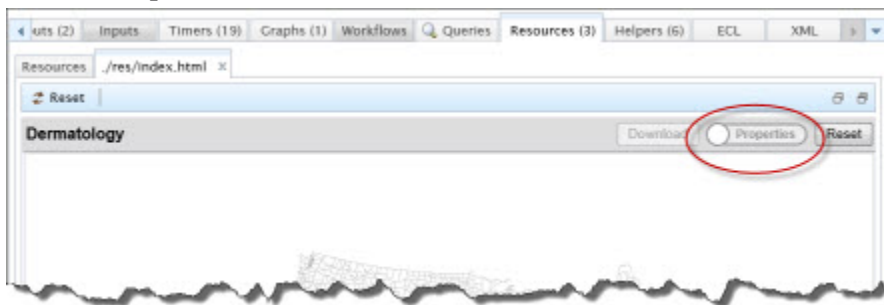 uts (2) Inputs Timers (19) Graphs (1) Workflows Queries Resources (3) Helpers (6) ECL XML
Resources ./res/index.html
Reset
Dermatology Download Properties Reset